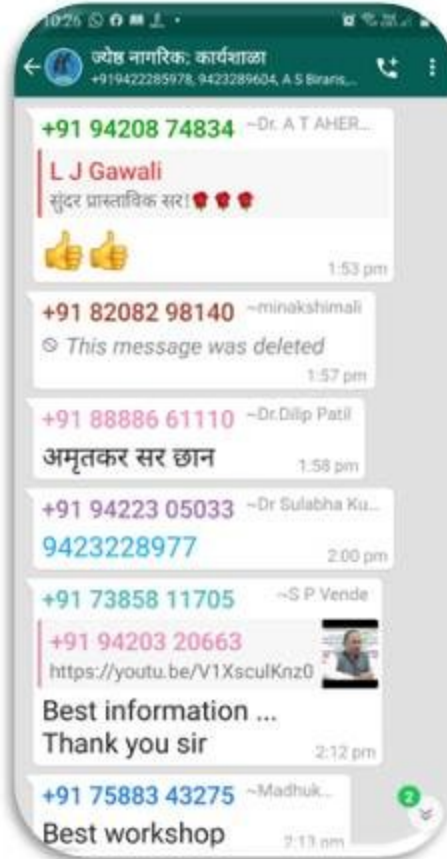 10:26
ज्येष्ठ नागरिक: कार्यशाळा
+919422285978, 9423289604, A S Biraris,...
+91 94208 74834 ~Dr. A T AHER...
L J Gawali
सुंदर प्रास्ताविक सर!🌹🌹🌹
👍👍
1:53 pm
+91 82082 98140 ~minakshimali
This message was deleted
1:57 pm
+91 88886 61110 ~Dr.Dilip Patil
अमृतकर सर छान
1:58 pm
+91 94223 05033 ~Dr Sulabha Ku...
9423228977
2:00 pm
+91 73858 11705 ~S P Vende
+91 94203 20663
https://youtu.be/V1XsculKnz0
Best information ...
Thank you sir
2:12 pm
+91 75883 43275 ~Madhuk...
2
Best workshop
2:13 pm